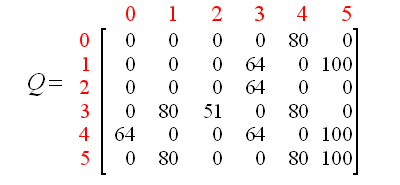 0 1 2 3 4 5
0 0 0 0 0 80 0
1 0 0 0 64 0 100
Q= 2 0 0 0 64 0 0
3 0 80 51 0 80 0
4 64 0 0 64 0 100
5 0 80 0 0 80 100